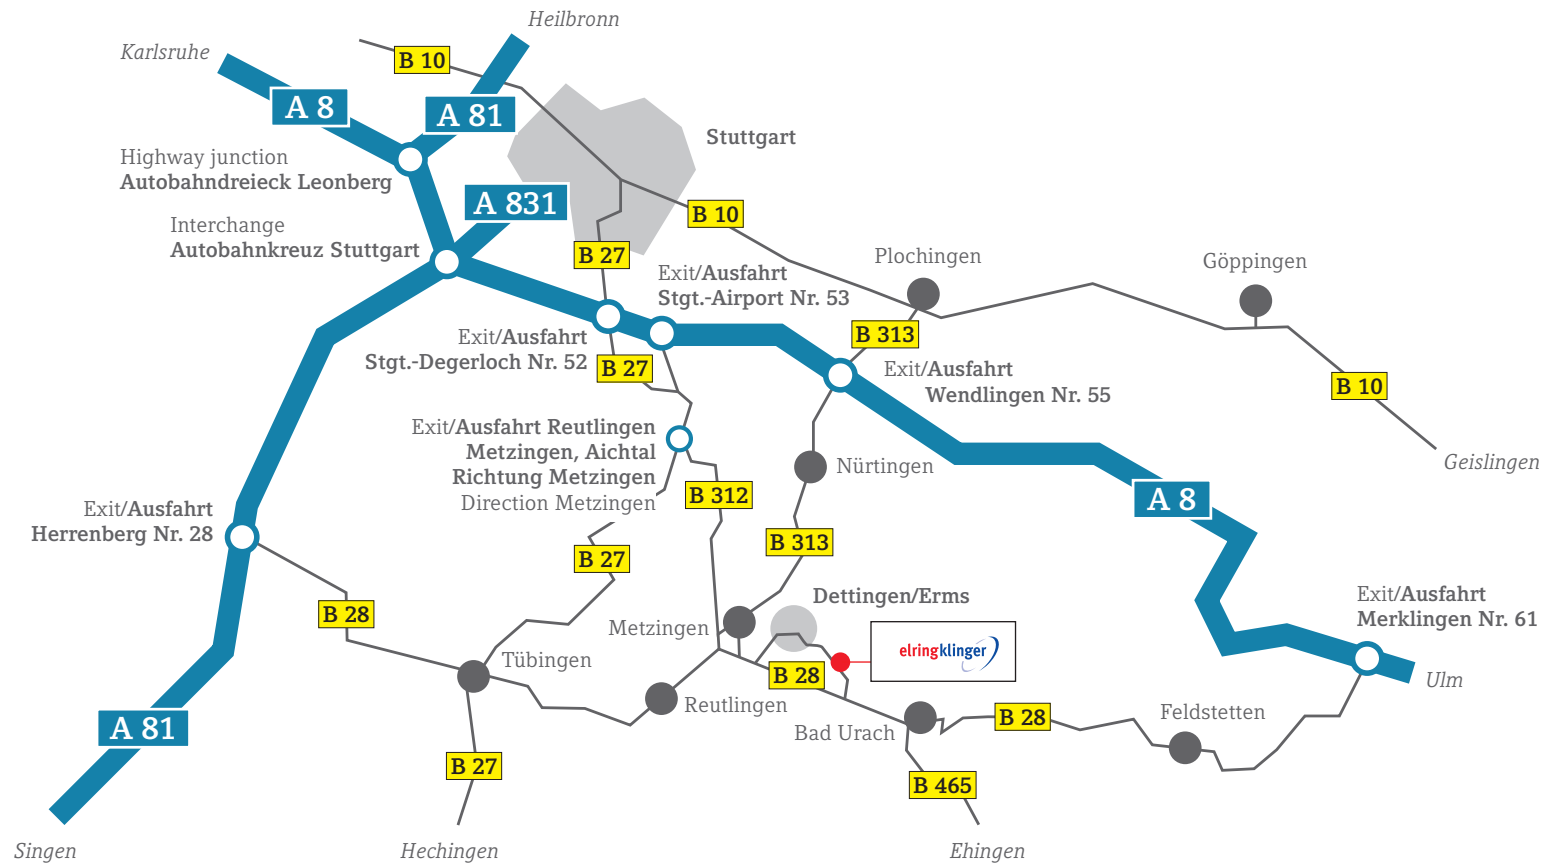 Heilbronn
Karlsruhe
B 10
A 8
A 81
Stuttgart
Highway junction
Autobahndreieck Leonberg
A 831
B 10
Interchange
Autobahnkreuz Stuttgart
B 27
Plochingen
Göppingen
Exit/Ausfahrt
Stgt.-Airport Nr. 53
Exit/Ausfahrt
Stgt.-Degerloch Nr. 52
B 313
B 27
Exit/Ausfahrt
Wendlingen Nr. 55
B 10
Exit/Ausfahrt Reutlingen
Metzingen, Aichtal
Richtung Metzingen
Direction Metzingen
Nürtingen
Geislingen
B 312
A 8
Exit/Ausfahrt
Herrenberg Nr. 28
B 313
B 27
Dettingen/Erms
Exit/Ausfahrt
Merklingen Nr. 61
B 28
Metzingen
elringklinger
Tübingen
B 28
Ulm
Reutlingen
Feldstetten
B 28
Bad Urach
A 81
B 27
B 465
Singen
Hechingen
Ehingen